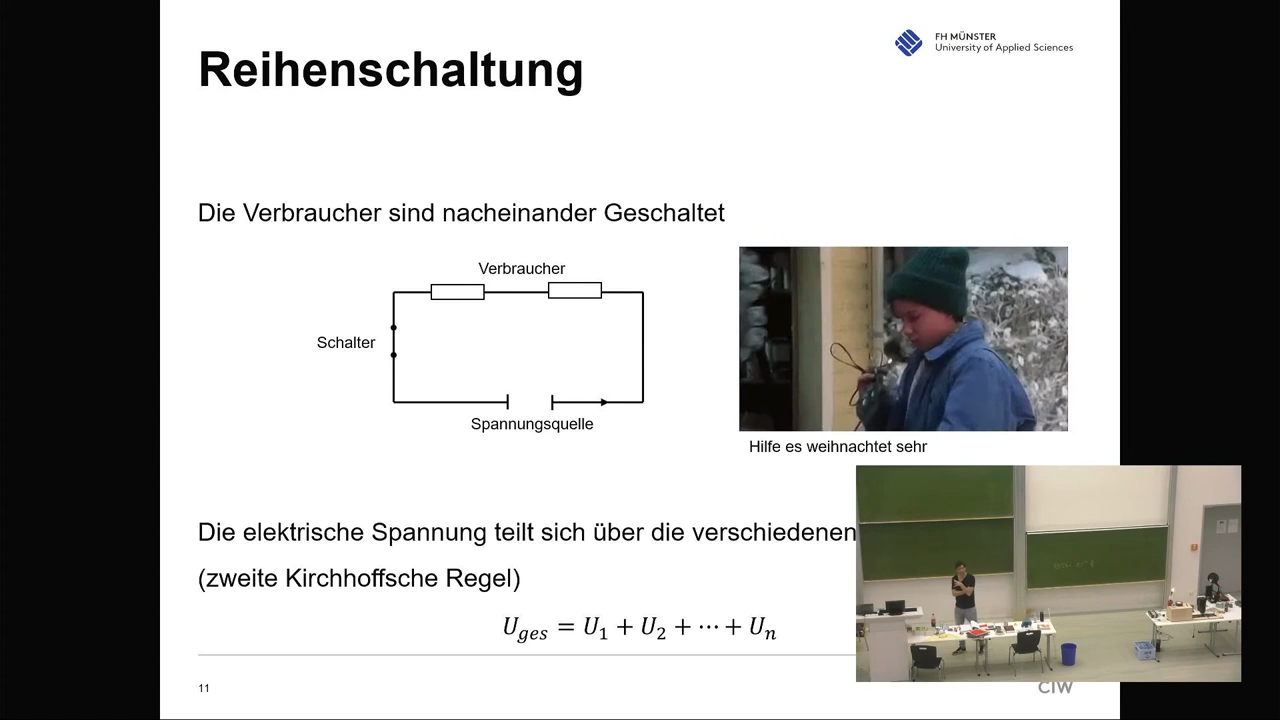 FH MÜNSTER
University of Applied Sciences
Reihenschaltung
Die Verbraucher sind nacheinander Geschaltet
Verbraucher
Schalter
Spannungsquelle
Hilfe es weihnachtet sehr
Die elektrische Spannung teilt sich über die verschiedenen
(zweite Kirchhoffsche Regel)
U_ges = U_1 + U_2 + ⋯ + U_n
11
CIW